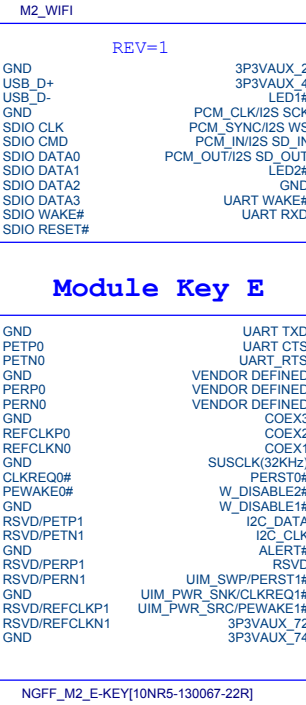 M2_WIFI
REV=1
GND 3P3VAUX_2
USB_D+ 3P3VAUX_4
USB_D- LED1#
GND PCM_CLK/I2S SCK
SDIO CLK PCM_SYNC/I2S WS
SDIO CMD PCM_IN/I2S SD_IN
SDIO DATA0 PCM_OUT/I2S SD_OUT
SDIO DATA1 LED2#
SDIO DATA2 GND
SDIO DATA3 UART WAKE#
SDIO WAKE# UART RXD
SDIO RESET#
Module Key E
GND UART TXD
PETP0 UART CTS
PETN0 UART_RTS
GND VENDOR DEFINED
PERP0 VENDOR DEFINED
PERN0 VENDOR DEFINED
GND COEX3
REFCLKP0 COEX2
REFCLKN0 COEX1
GND SUSCLK(32KHz)
CLKREQ0# PERST0#
PEWAKE0# W_DISABLE2#
GND W_DISABLE1#
RSVD/PETP1 I2C_DATA
RSVD/PETN1 I2C_CLK
GND ALERT#
RSVD/PERP1 RSVD
RSVD/PERN1 UIM_SWP/PERST1#
GND UIM_PWR_SNK/CLKREQ1#
RSVD/REFCLKP1 UIM_PWR_SRC/PEWAKE1#
RSVD/REFCLKN1 3P3VAUX_72
GND 3P3VAUX_74
NGFF_M2_E-KEY[10NR5-130067-22R]